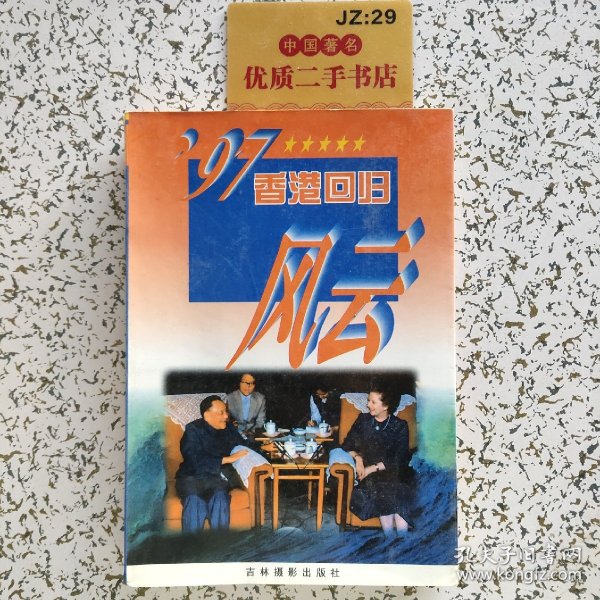 JZ:29
中国著名
优质二手书店
'97
香港回归
风云
吉林摄影出版社
孔夫子旧书网
www.kongfz.com